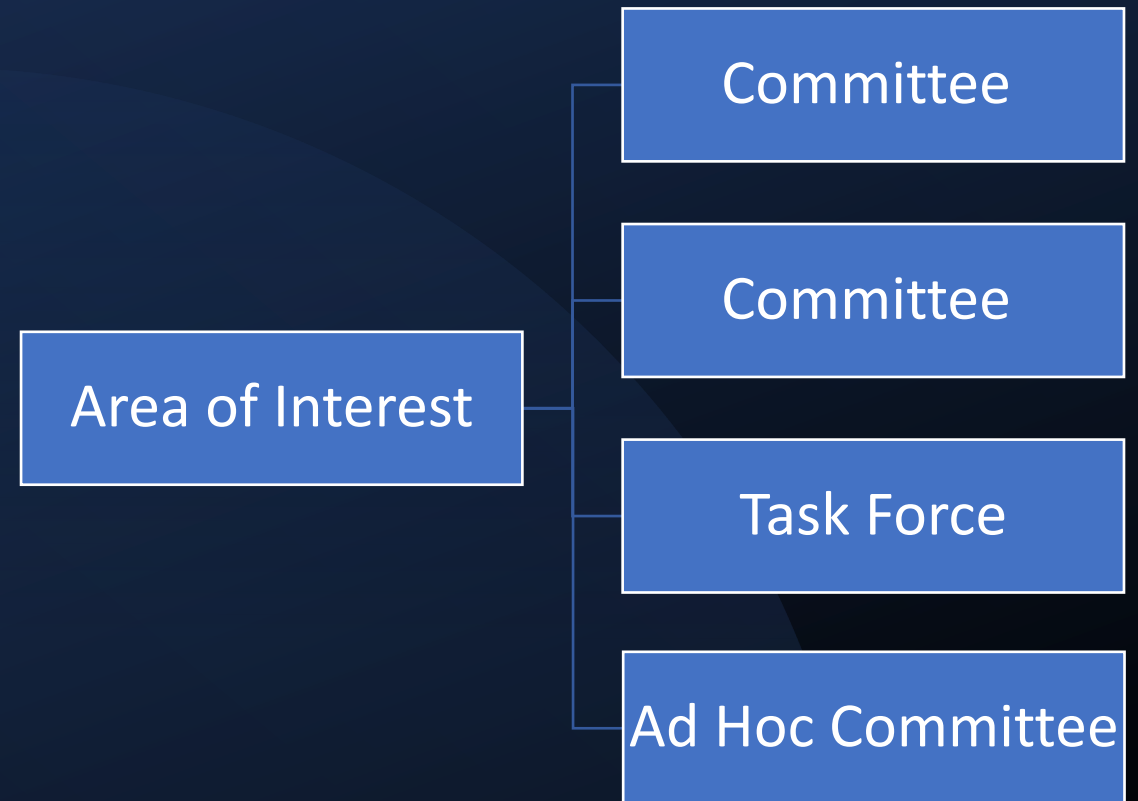 Committee
Committee
Area of Interest
Task Force
Ad Hoc Committee